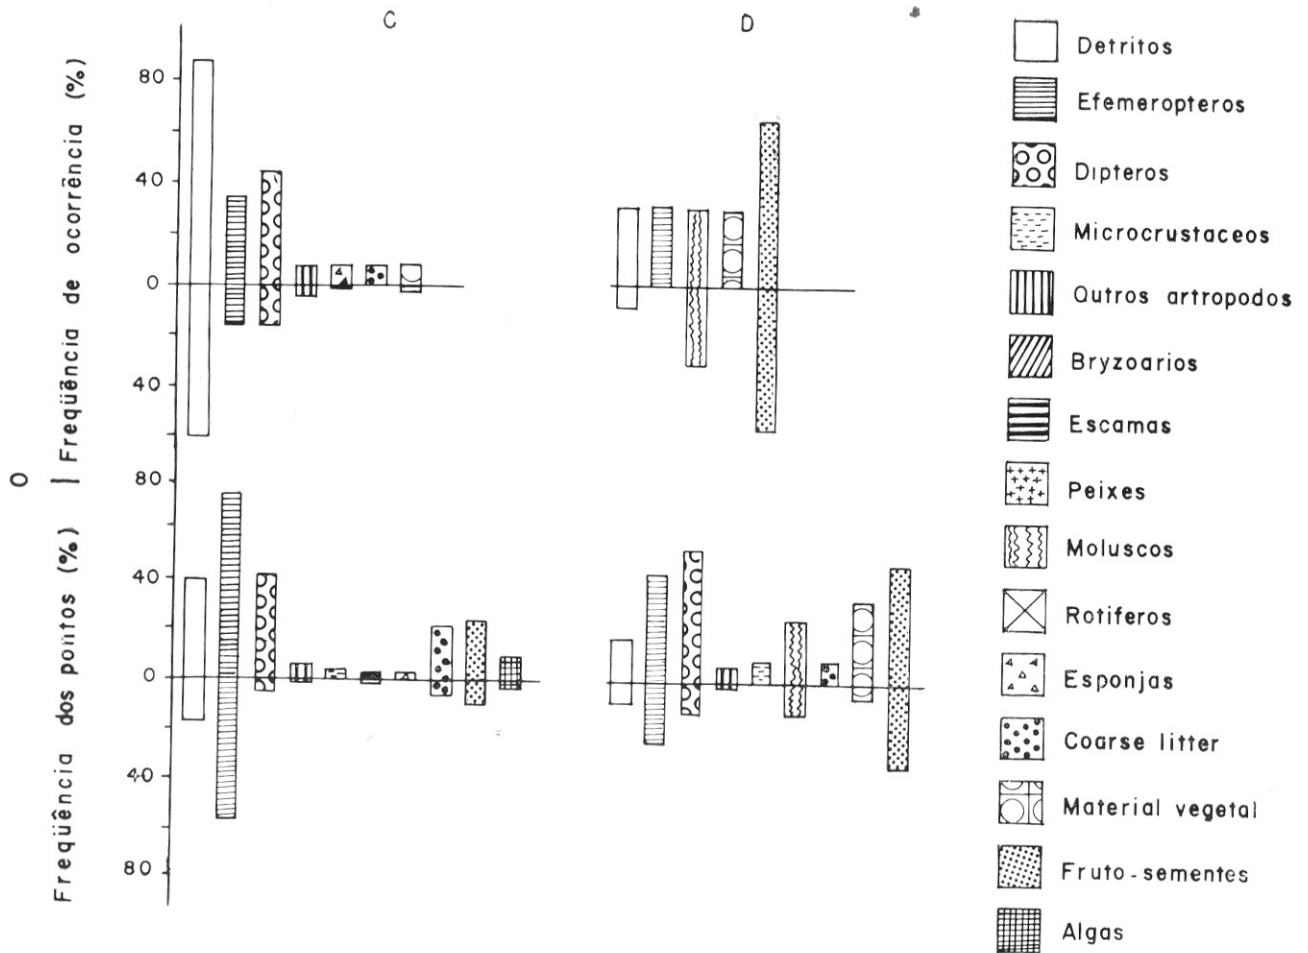 C
D
80
40
0
40
80
40
0
40
80
Freqüência dos pontos (%) | Freqüência de ocorrência (%)
O
Detritos
Efemeropteros
Dipteros
Microcrustaceos
Outros artropodos
Bryzoarios
Escamas
Peixes
Moluscos
Rotiferos
Esponjas
Coarse litter
Material vegetal
Fruto-sementes
Algas